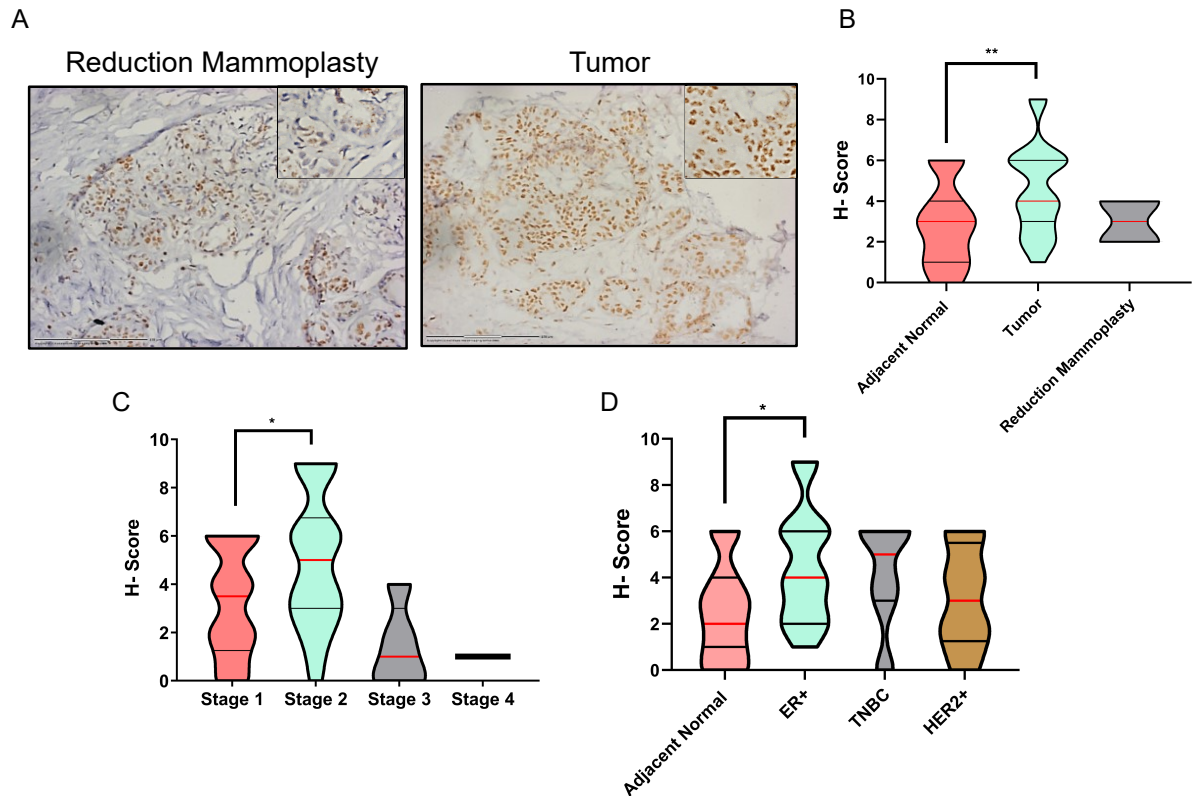 A
Reduction Mammoplasty
Tumor
B
**
10
8
6
4
2
0
H- Score
Adjacent Normal
Tumor
Reduction Mammoplasty
C
*
10
8
6
4
2
0
H- Score
Stage 1
Stage 2
Stage 3
Stage 4
D
*
10
8
6
4
2
0
H- Score
Adjacent Normal
ER+
TNBC
HER2+